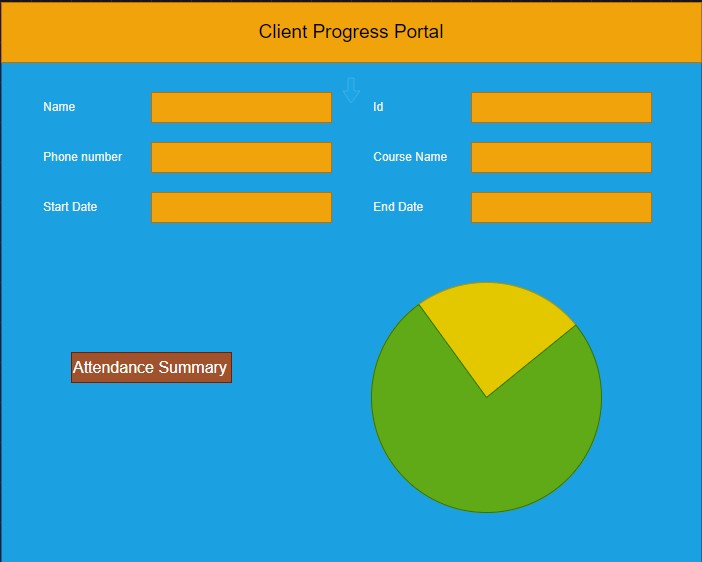 Client Progress Portal
Name
Id
Phone number
Course Name
Start Date
End Date
Attendance Summary